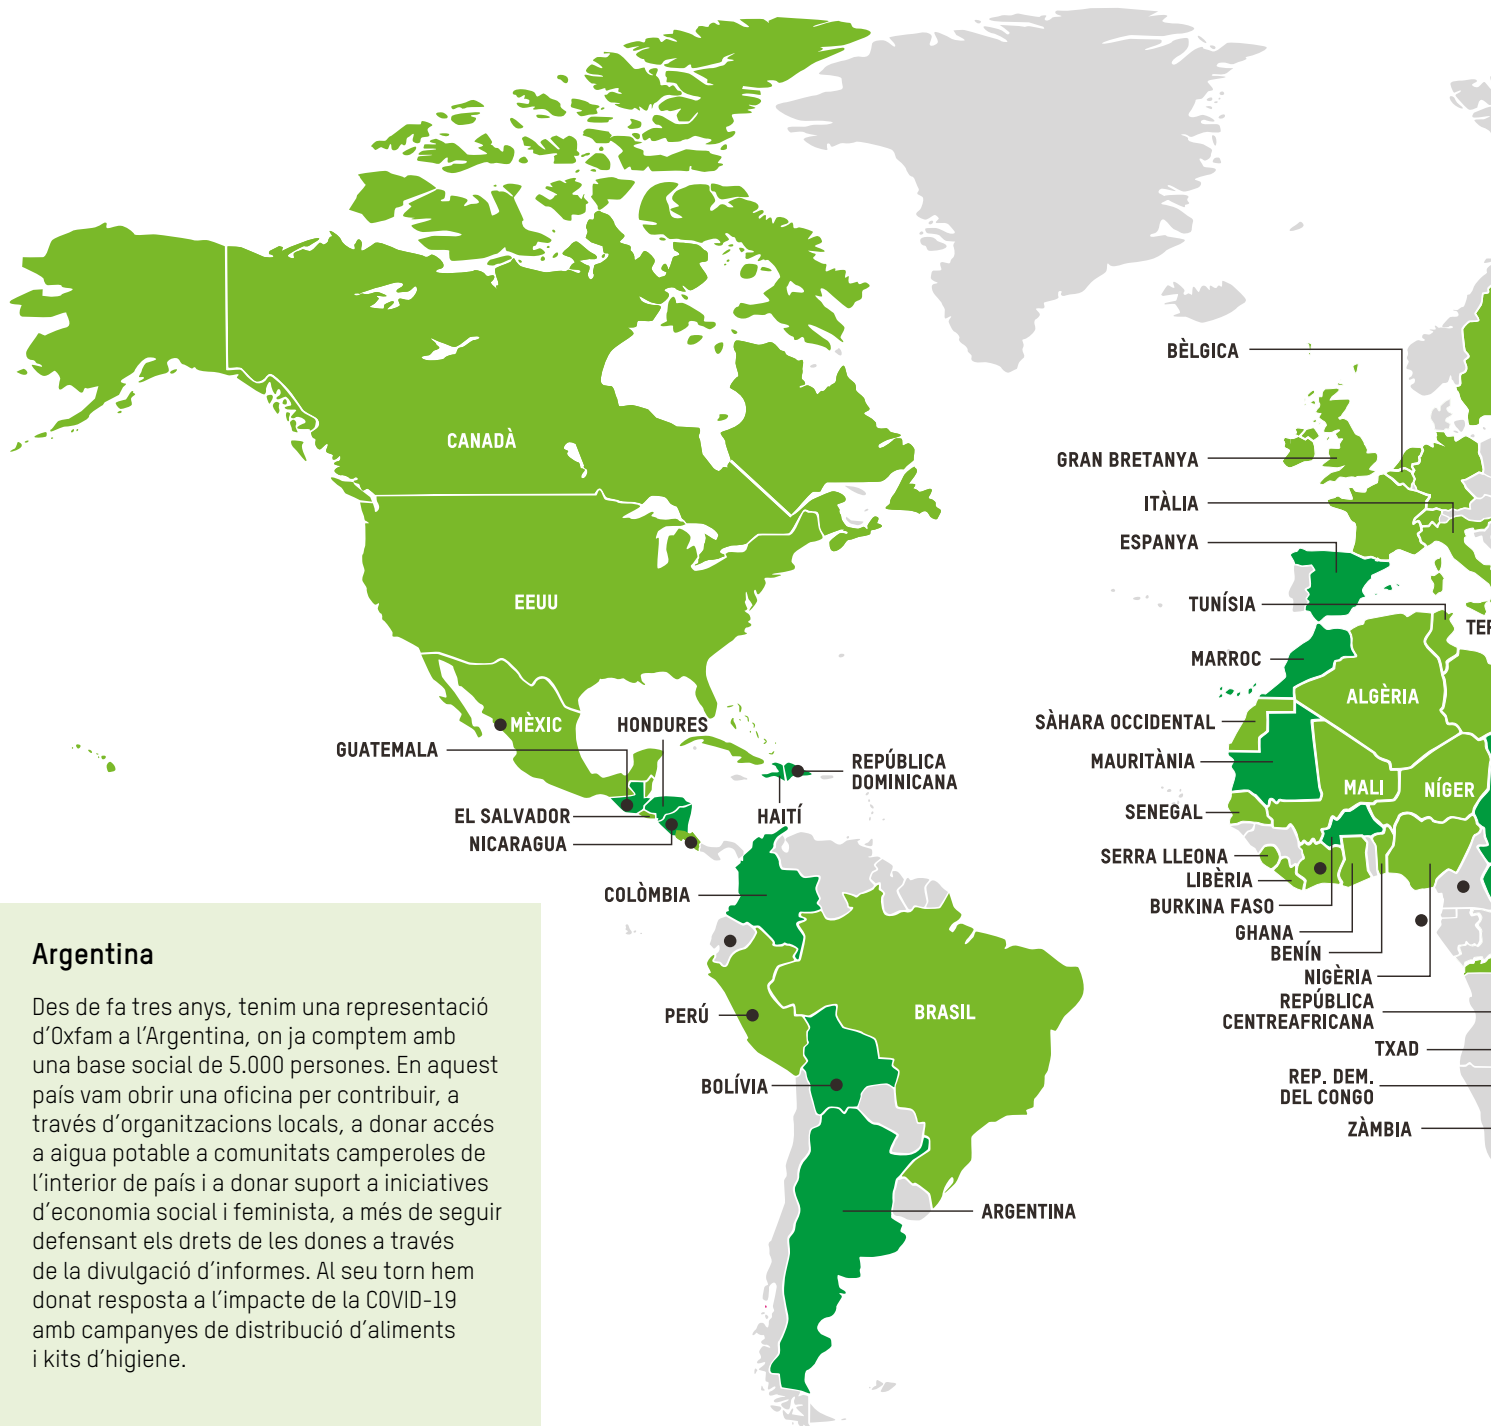 CANADÀ
EEUU
MÈXIC
HONDURES
GUATEMALA
REPÚBLICA
DOMINICANA
EL SALVADOR
HAITÍ
NICARAGUA
COLÒMBIA
PERÚ
BRASIL
BOLÍVIA
ARGENTINA
BÈLGICA
GRAN BRETANYA
ITÀLIA
ESPANYA
TUNÍSIA
TER
MARROC
ALGÈRIA
SÀHARA OCCIDENTAL
MAURITÀNIA
MALI
NÍGER
SENEGAL
SERRA LLEONA
LIBÈRIA
BURKINA FASO
GHANA
BENÍN
NIGÈRIA
REPÚBLICA
CENTREAFRICANA
TXAD
REP. DEM.
DEL CONGO
ZÀMBIA
Argentina
Des de fa tres anys, tenim una representació
d'Oxfam a l'Argentina, on ja comptem amb
una base social de 5.000 persones. En aquest
país vam obrir una oficina per contribuir, a
través d'organitzacions locals, a donar accés
a aigua potable a comunitats camperoles de
l'interior de país i a donar suport a iniciatives
d'economia social i feminista, a més de seguir
defensant els drets de les dones a través
de la divulgació d'informes. Al seu torn hem
donat resposta a l'impacte de la COVID-19
amb campanyes de distribució d'aliments
i kits d'higiene.